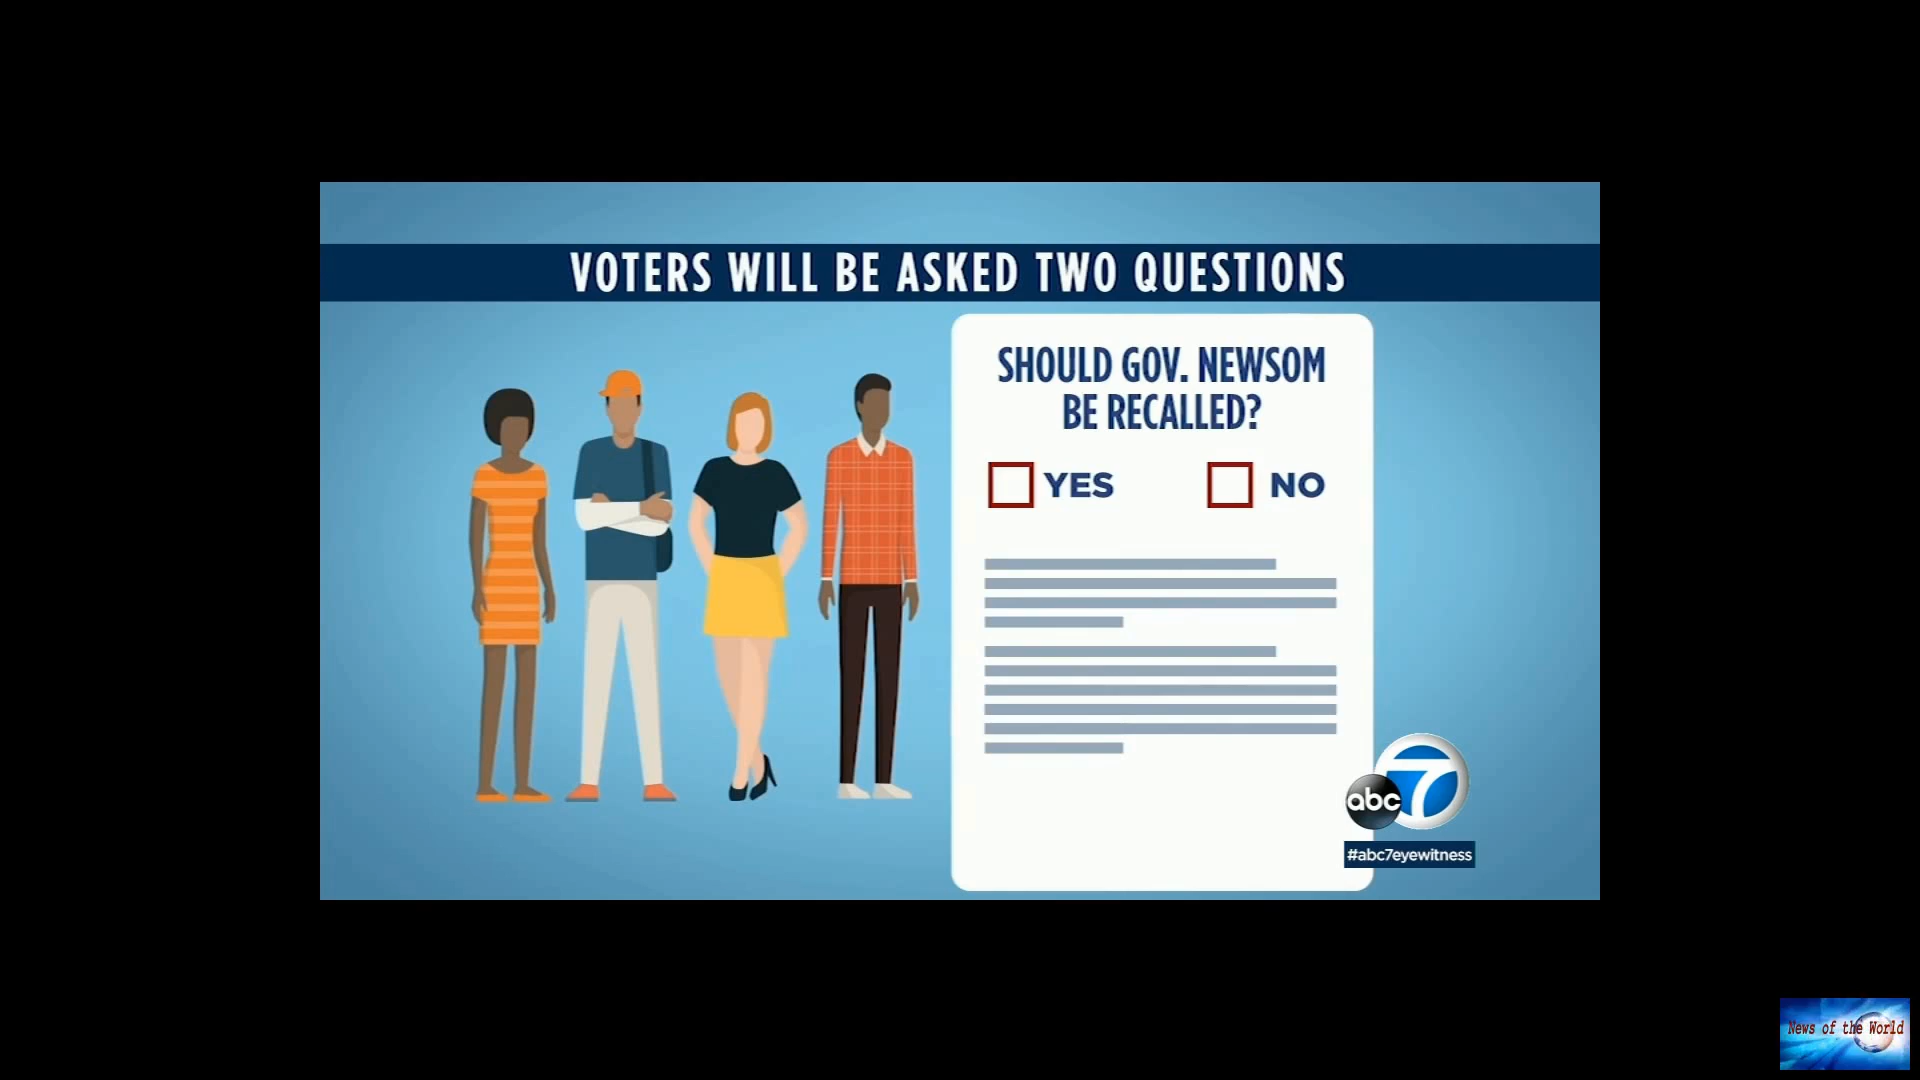 VOTERS WILL BE ASKED TWO QUESTIONS
SHOULD GOV. NEWSOM
BE RECALLED?
YES NO
abc 7
#abc7eyewitness
News of the World